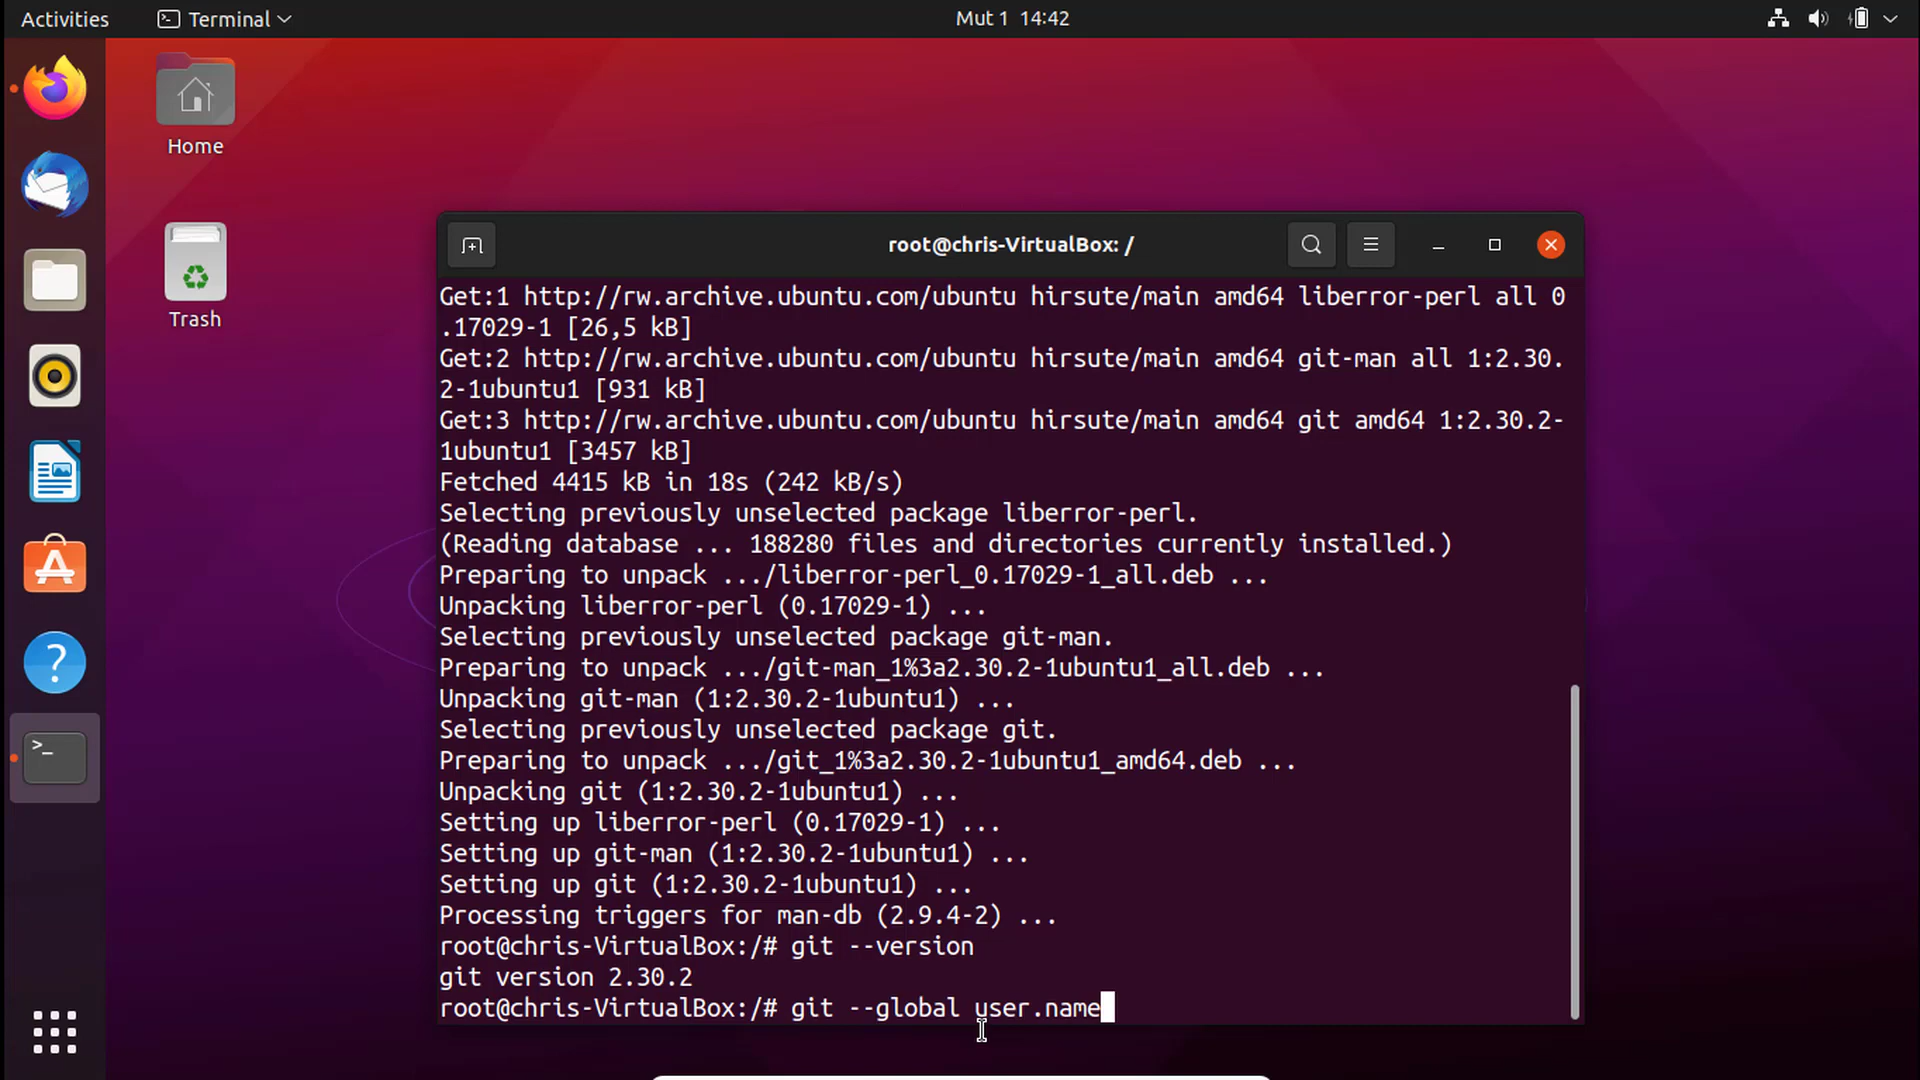 Activities
Terminal
Mut 1 14:42
Home
Trash
root@chris-VirtualBox: /
Get:1 http://rw.archive.ubuntu.com/ubuntu hirsute/main amd64 liberror-perl all 0
.17029-1 [26,5 kB]
Get:2 http://rw.archive.ubuntu.com/ubuntu hirsute/main amd64 git-man all 1:2.30.
2-1ubuntu1 [931 kB]
Get:3 http://rw.archive.ubuntu.com/ubuntu hirsute/main amd64 git amd64 1:2.30.2-
1ubuntu1 [3457 kB]
Fetched 4415 kB in 18s (242 kB/s)
Selecting previously unselected package liberror-perl.
(Reading database ... 188280 files and directories currently installed.)
Preparing to unpack .../liberror-perl_0.17029-1_all.deb ...
Unpacking liberror-perl (0.17029-1) ...
Selecting previously unselected package git-man.
Preparing to unpack .../git-man_1%3a2.30.2-1ubuntu1_all.deb ...
Unpacking git-man (1:2.30.2-1ubuntu1) ...
Selecting previously unselected package git.
Preparing to unpack .../git_1%3a2.30.2-1ubuntu1_amd64.deb ...
Unpacking git (1:2.30.2-1ubuntu1) ...
Setting up liberror-perl (0.17029-1) ...
Setting up git-man (1:2.30.2-1ubuntu1) ...
Setting up git (1:2.30.2-1ubuntu1) ...
Processing triggers for man-db (2.9.4-2) ...
root@chris-VirtualBox:/# git --version
git version 2.30.2
root@chris-VirtualBox:/# git --global user.name